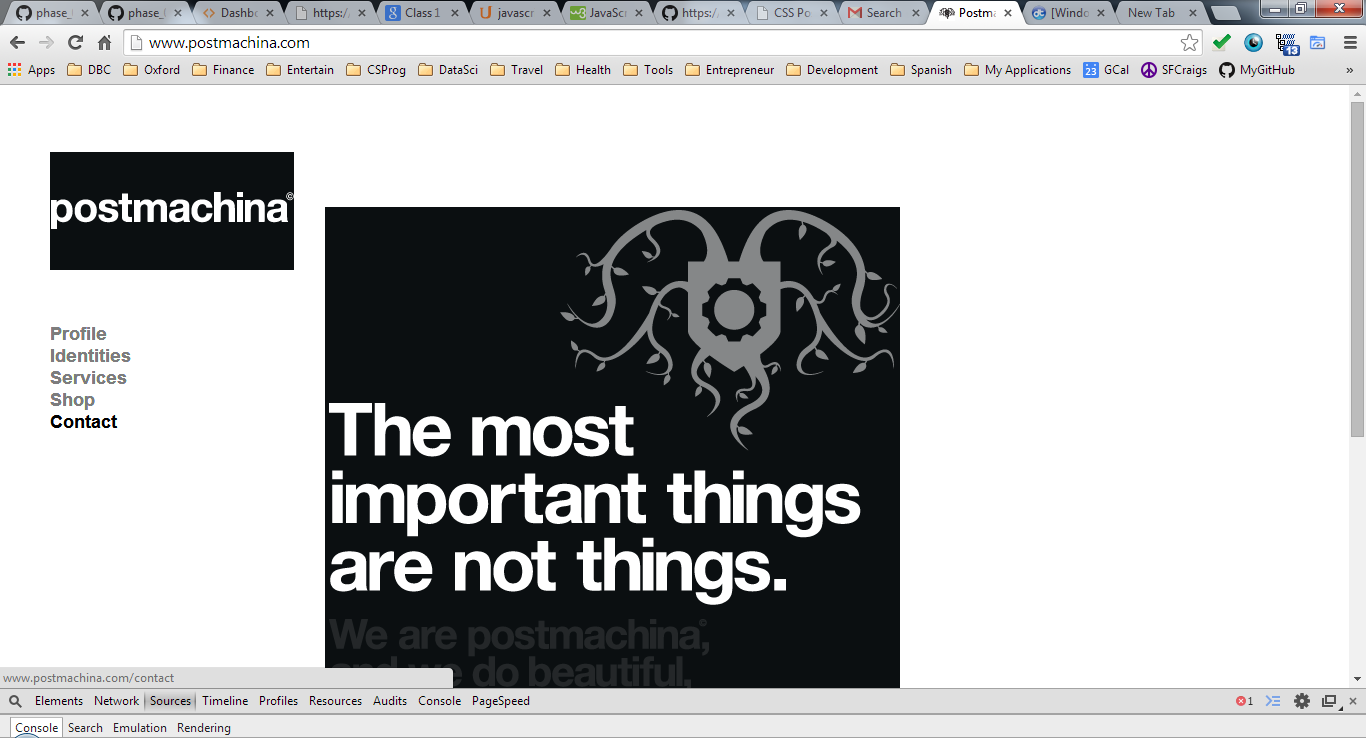 phase_ phase_ Dashb https:/ Class 1 javascr JavaScr https:/ CSS Po Search Postma [Windo New Tab
www.postmachina.com 13
Apps DBC Oxford Finance Entertain CSProg DataSci Travel Health Tools Entrepreneur Development Spanish My Applications 23 GCal SFCraigs MyGitHub »
postmachina©
Profile
Identities
Services
Shop
Contact
The most
important things
are not things.
We are postmachina©,
and we do beautiful.
www.postmachina.com/contact
Elements Network Sources Timeline Profiles Resources Audits Console PageSpeed 1
Console Search Emulation Rendering